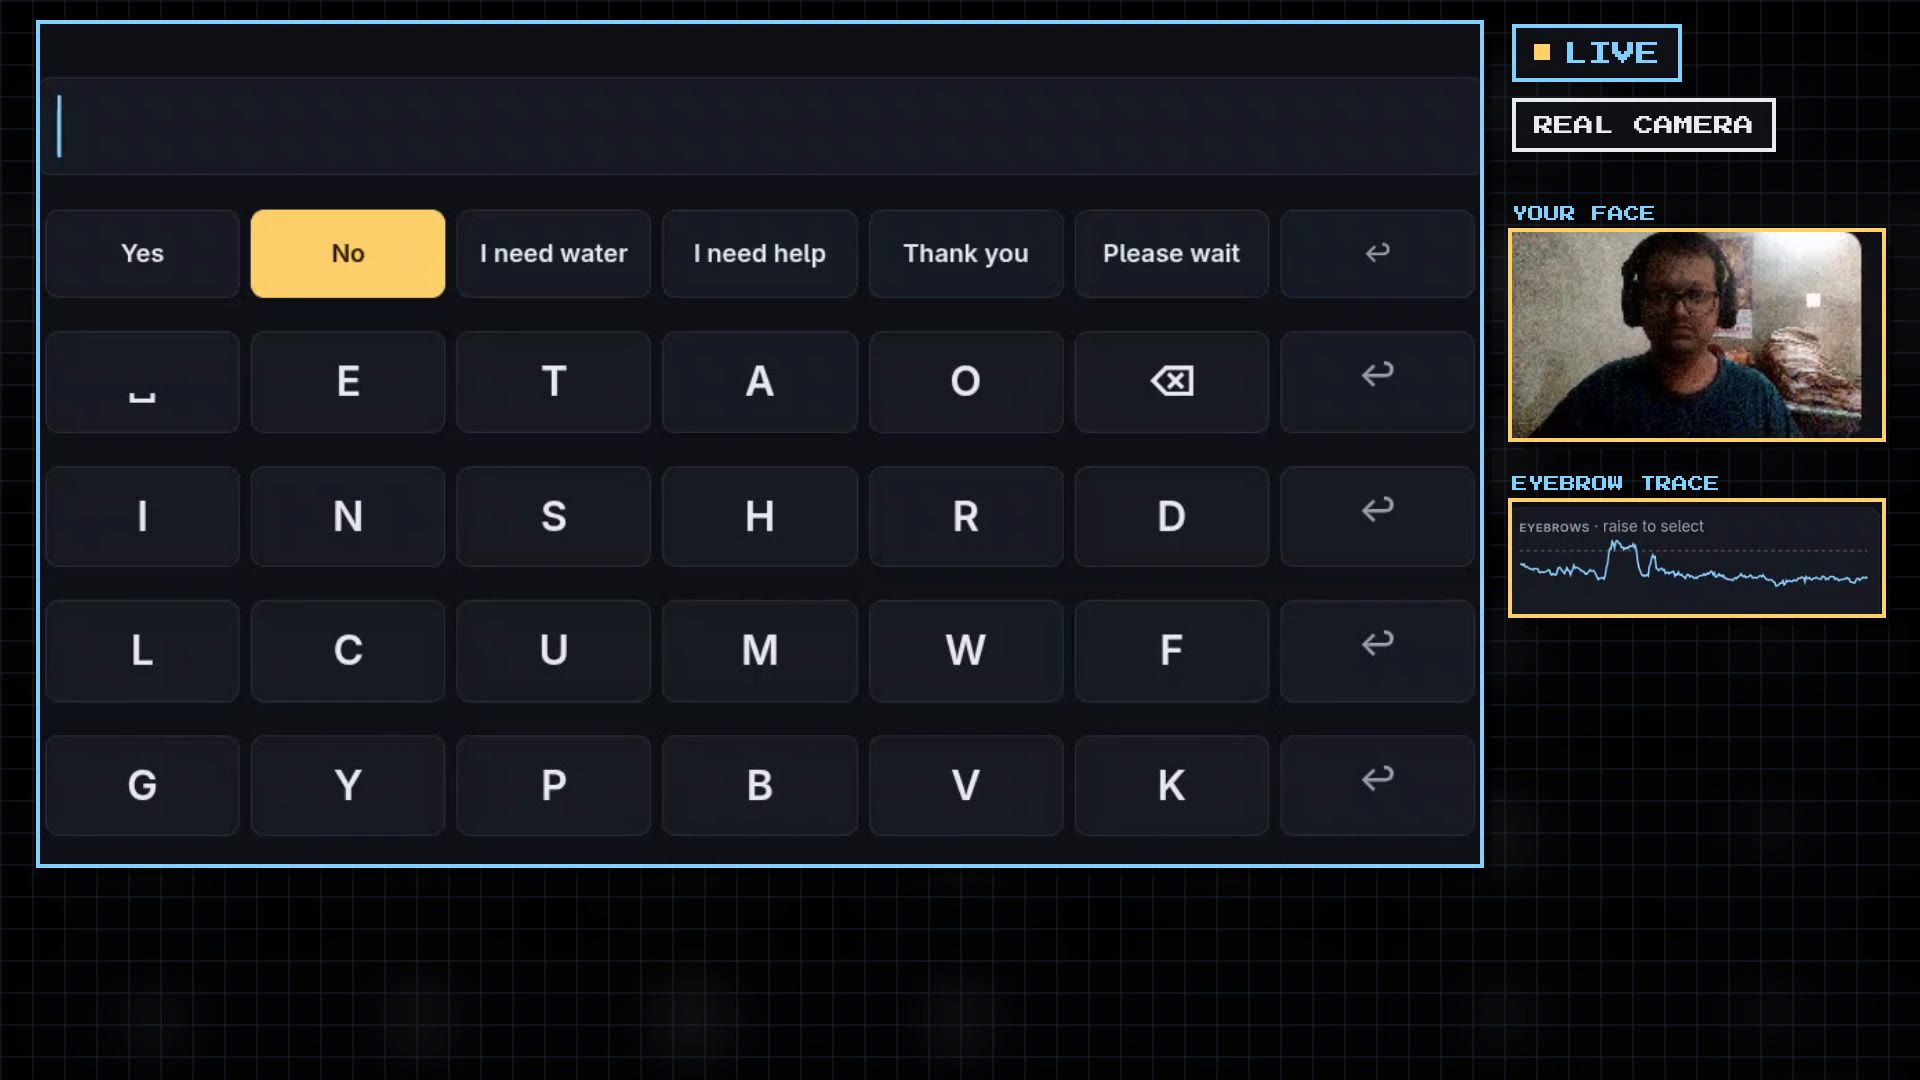 LIVE
REAL CAMERA
YOUR FACE
Yes No I need water I need help Thank you Please wait ↩
␣ E T A O ⌫ ↩
I N S H R D ↩
L C U M W F ↩
G Y P B V K ↩
EYEBROW TRACE
EYEBROWS · raise to select